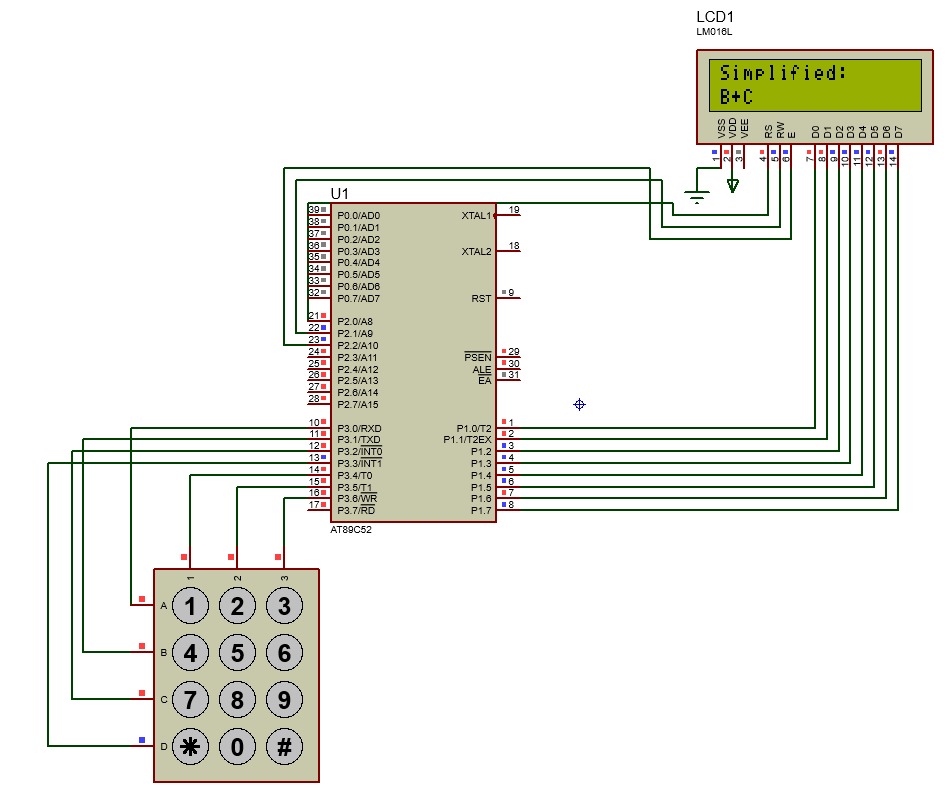 LCD1
LM016L
Simplified:
B+C
VSS VDD VEE RS RW E D0 D1 D2 D3 D4 D5 D6 D7
1 2 3 4 5 6 7 8 9 10 11 12 13 14
U1
39 P0.0/AD0 XTAL1 19
38 P0.1/AD1
37 P0.2/AD2
36 P0.3/AD3 XTAL2 18
35 P0.4/AD4
34 P0.5/AD5
33 P0.6/AD6
32 P0.7/AD7 RST 9
21 P2.0/A8
22 P2.1/A9
23 P2.2/A10
24 P2.3/A11 PSEN 29
25 P2.4/A12 ALE 30
26 P2.5/A13 EA 31
27 P2.6/A14
28 P2.7/A15
10 P3.0/RXD P1.0/T2 1
11 P3.1/TXD P1.1/T2EX 2
12 P3.2/INT0 P1.2 3
13 P3.3/INT1 P1.3 4
14 P3.4/T0 P1.4 5
15 P3.5/T1 P1.5 6
16 P3.6/WR P1.6 7
17 P3.7/RD P1.7 8
AT89C52
1 2 3
A 1 2 3
B 4 5 6
C 7 8 9
D * 0 #